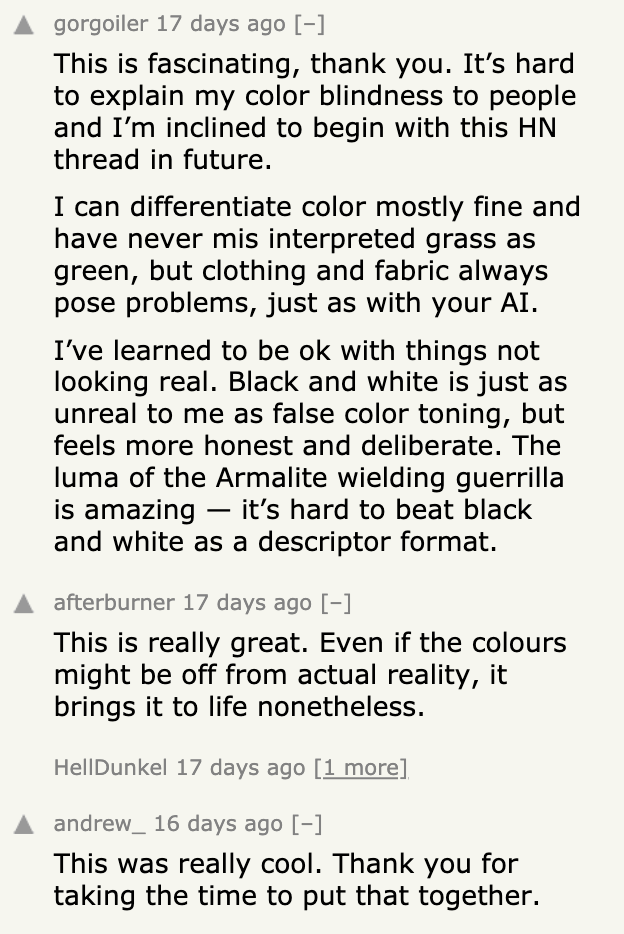 gorgoiler 17 days ago [–]
This is fascinating, thank you. It’s hard
to explain my color blindness to people
and I’m inclined to begin with this HN
thread in future.
I can differentiate color mostly fine and
have never mis interpreted grass as
green, but clothing and fabric always
pose problems, just as with your AI.
I’ve learned to be ok with things not
looking real. Black and white is just as
unreal to me as false color toning, but
feels more honest and deliberate. The
luma of the Armalite wielding guerrilla
is amazing — it’s hard to beat black
and white as a descriptor format.
afterburner 17 days ago [–]
This is really great. Even if the colours
might be off from actual reality, it
brings it to life nonetheless.
HellDunkel 17 days ago [1 more]
andrew_ 16 days ago [–]
This was really cool. Thank you for
taking the time to put that together.